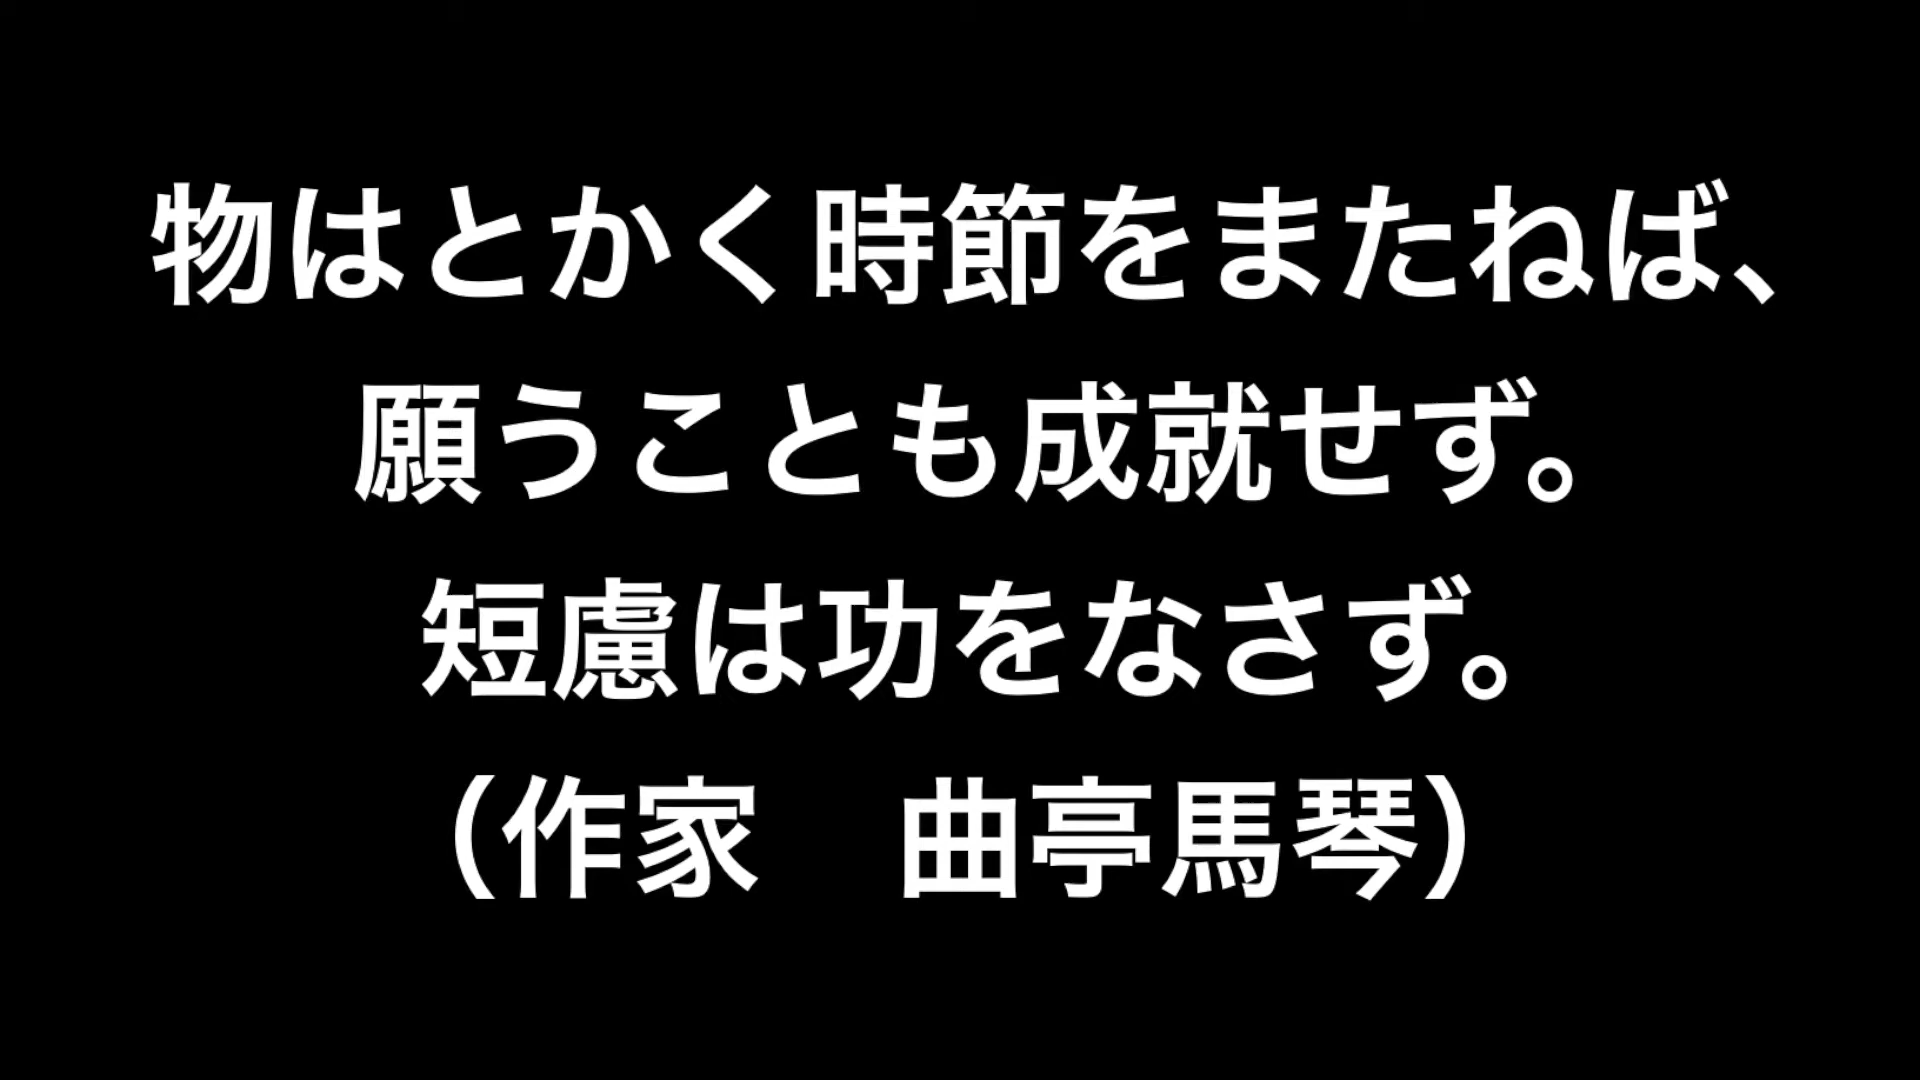 物はとかく時節をまたねば、
願うことも成就せず。
短慮は功をなさず。
（作家　曲亭馬琴）